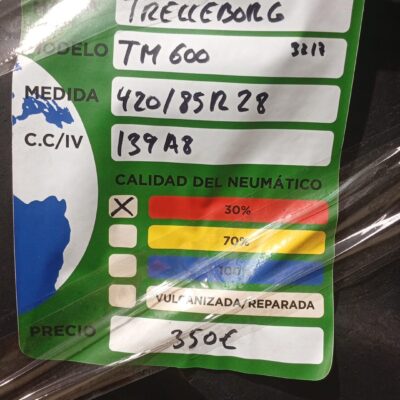 TRELLEBORG
MODELO TM 600 3217
MEDIDA 420/85R28
C.C/IV 139A8
CALIDAD DEL NEUMÁTICO
X 30%
70%
100%
VULCANIZADA/REPARADA
PRECIO 350€